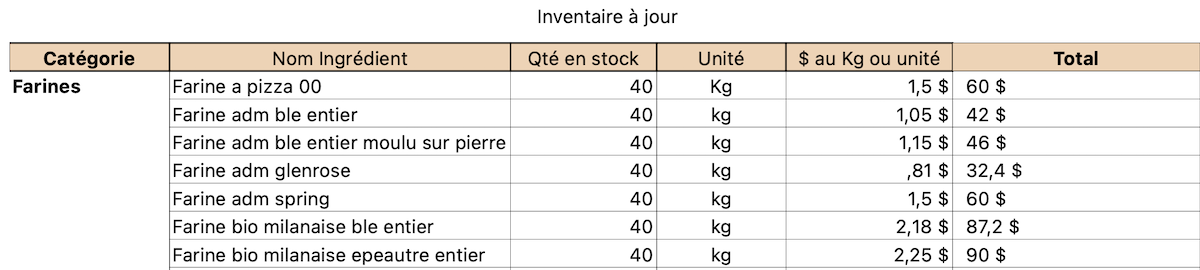 Inventaire à jour
Catégorie Nom Ingrédient Qté en stock Unité $ au Kg ou unité Total
Farines Farine a pizza 00 40 Kg 1,5 $ 60 $
Farine adm ble entier 40 kg 1,05 $ 42 $
Farine adm ble entier moulu sur pierre 40 kg 1,15 $ 46 $
Farine adm glenrose 40 kg ,81 $ 32,4 $
Farine adm spring 40 kg 1,5 $ 60 $
Farine bio milanaise ble entier 40 kg 2,18 $ 87,2 $
Farine bio milanaise epeautre entier 40 kg 2,25 $ 90 $